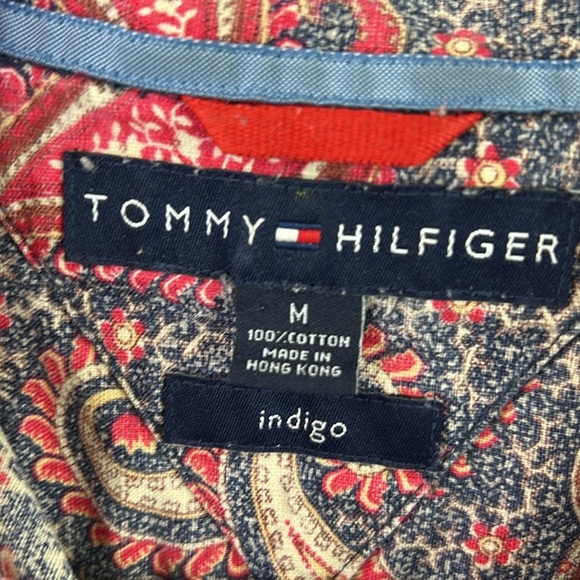 TOMMY HILFIGER
M
100% COTTON
MADE IN
HONG KONG
indigo